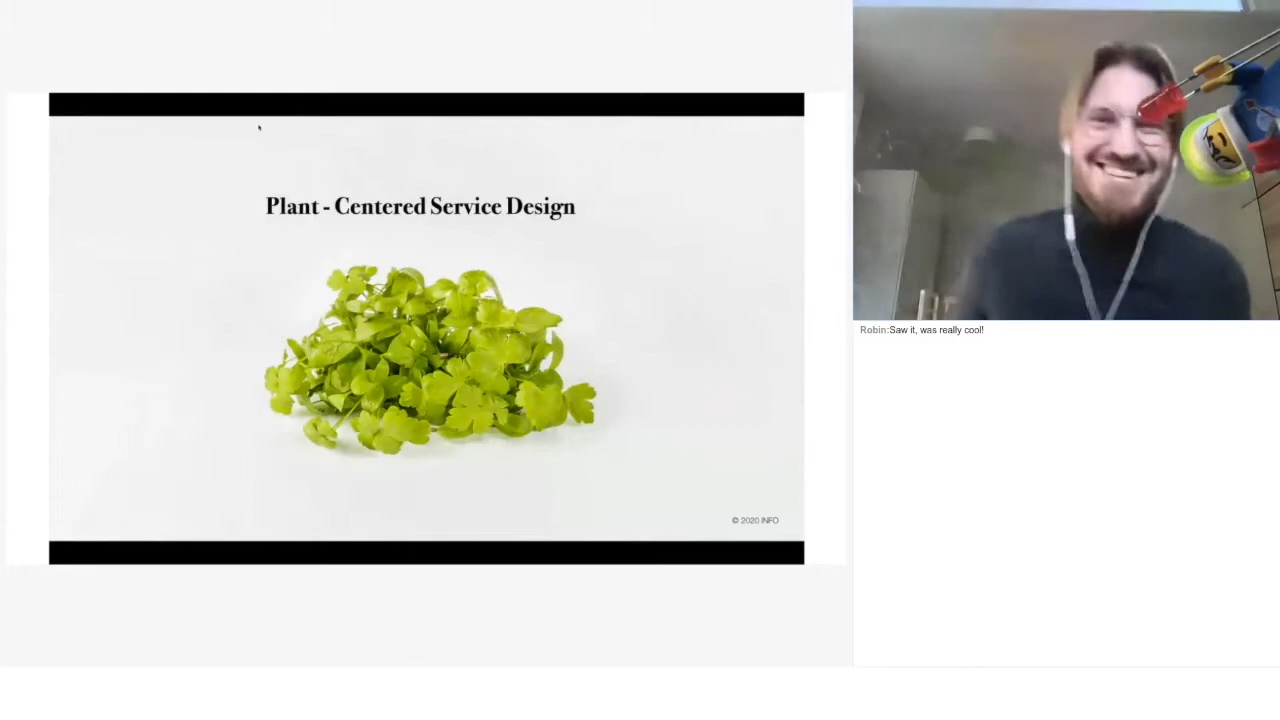 Plant - Centered Service Design
© 2020 INFO
Robin:Saw it, was really cool!